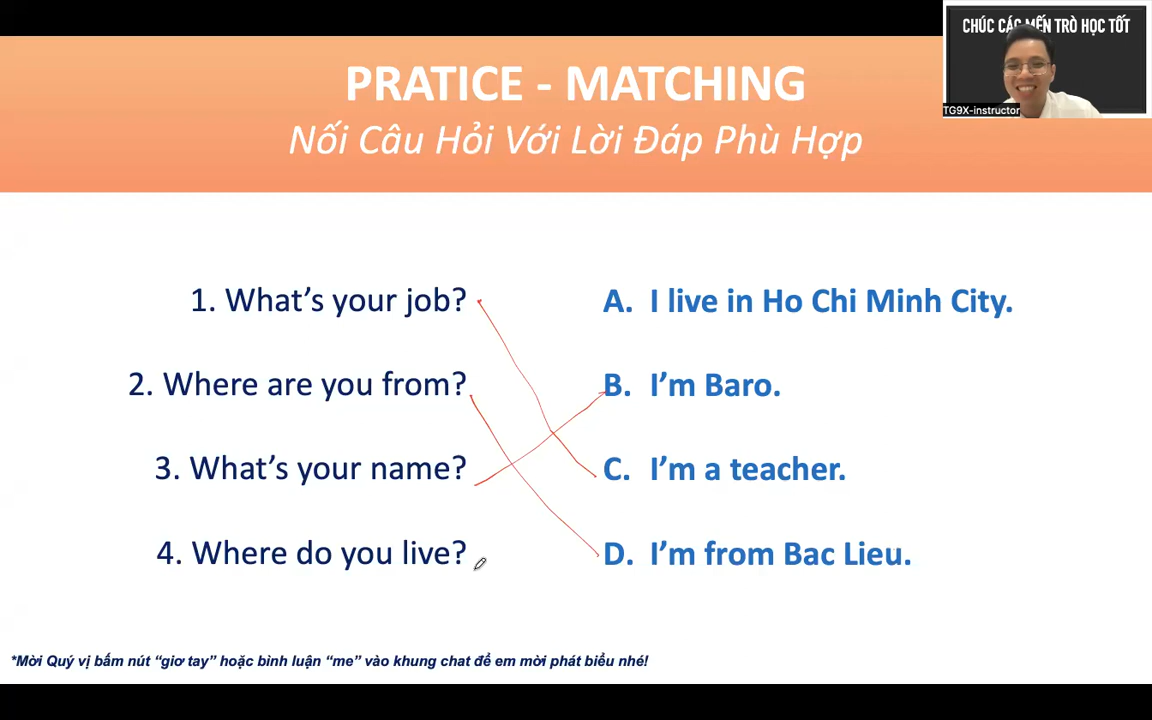 CHÚC CÁC MẾN TRÒ HỌC TỐT
TG9X-instructor
PRATICE - MATCHING
Nối Câu Hỏi Với Lời Đáp Phù Hợp
1. What's your job?
A. I live in Ho Chi Minh City.
2. Where are you from?
B. I'm Baro.
3. What's your name?
C. I'm a teacher.
4. Where do you live?
D. I'm from Bac Lieu.
*Mời Quý vị bấm nút “giơ tay” hoặc bình luận “me” vào khung chat để em mời phát biểu nhé!